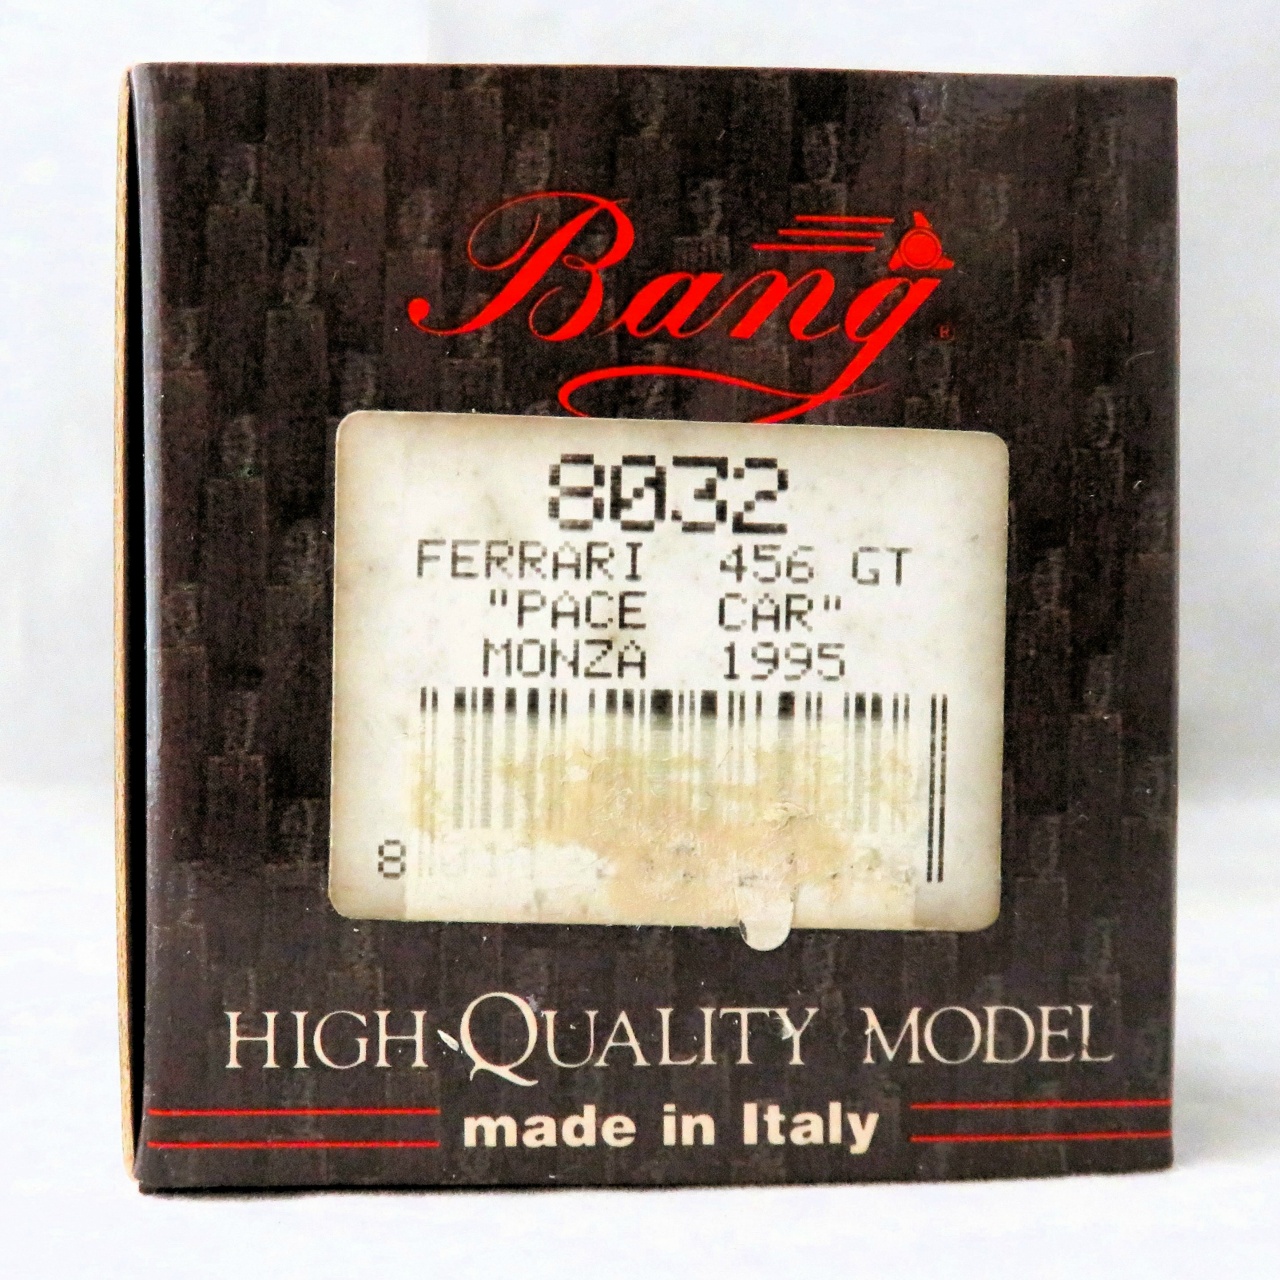 Bang®
8032
FERRARI 456 GT
"PACE CAR"
MONZA 1995
8
HIGH QUALITY MODEL
made in Italy